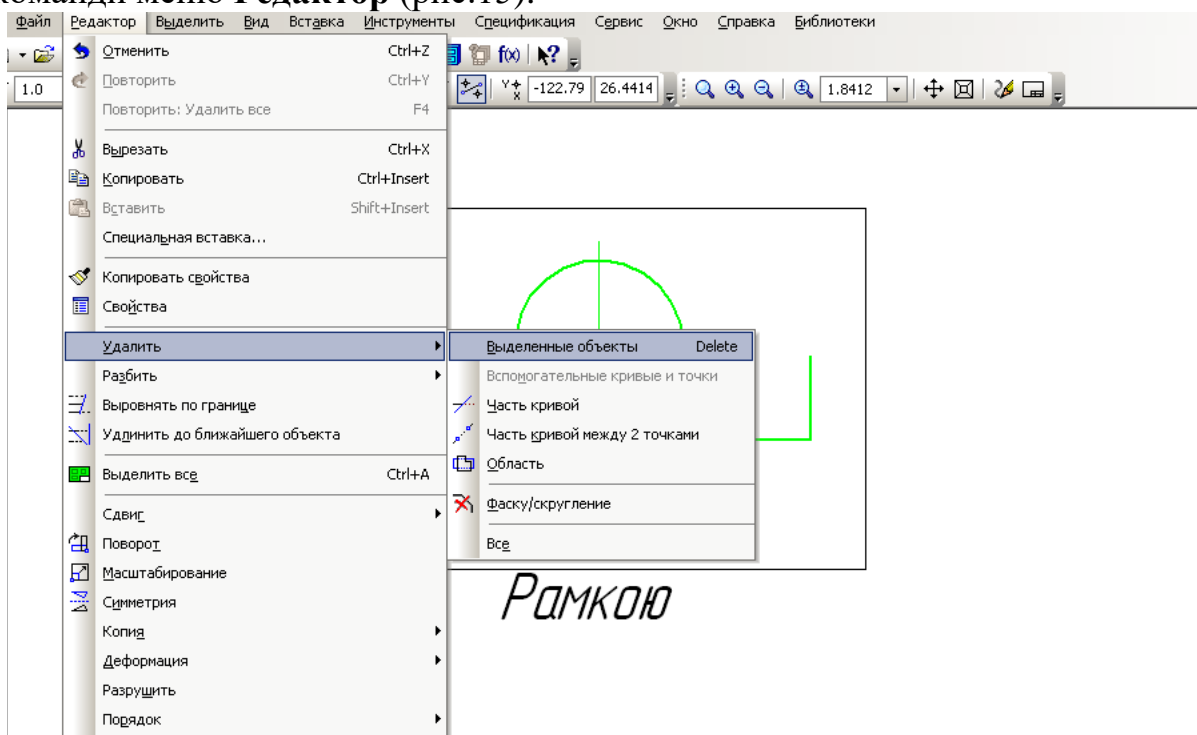 команди меню Редактор (рис.15).
Файл Редактор Выделить Вид Вставка Инструменты Спецификация Сервис Окно Справка Библиотеки
f(x)
1.0 Y X -122.79 26.4414 1.8412
Отменить Ctrl+Z
Повторить Ctrl+Y
Повторить: Удалить все F4
Вырезать Ctrl+X
Копировать Ctrl+Insert
Вставить Shift+Insert
Специальная вставка...
Копировать свойства
Свойства
Удалить
Разбить
Выровнять по границе
Удлинить до ближайшего объекта
Выделить все Ctrl+A
Сдвиг
Поворот
Масштабирование
Симметрия
Копия
Деформация
Разрушить
Порядок
Выделенные объекты Delete
Вспомогательные кривые и точки
Часть кривой
Часть кривой между 2 точками
Область
Фаску/скругление
Все
Рамкою